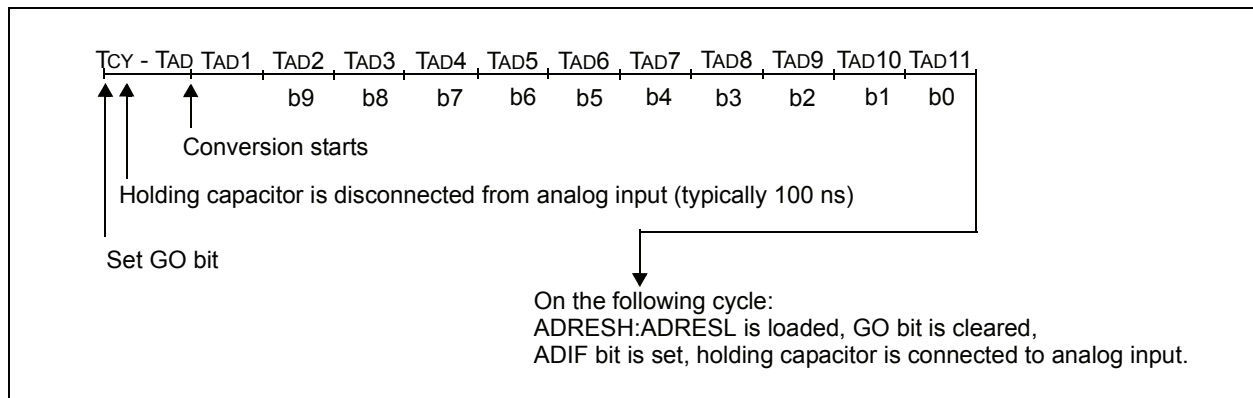 TCY - TAD TAD1 TAD2 TAD3 TAD4 TAD5 TAD6 TAD7 TAD8 TAD9 TAD10 TAD11
b9 b8 b7 b6 b5 b4 b3 b2 b1 b0
Conversion starts
Holding capacitor is disconnected from analog input (typically 100 ns)
Set GO bit
On the following cycle:
ADRESH:ADRESL is loaded, GO bit is cleared,
ADIF bit is set, holding capacitor is connected to analog input.